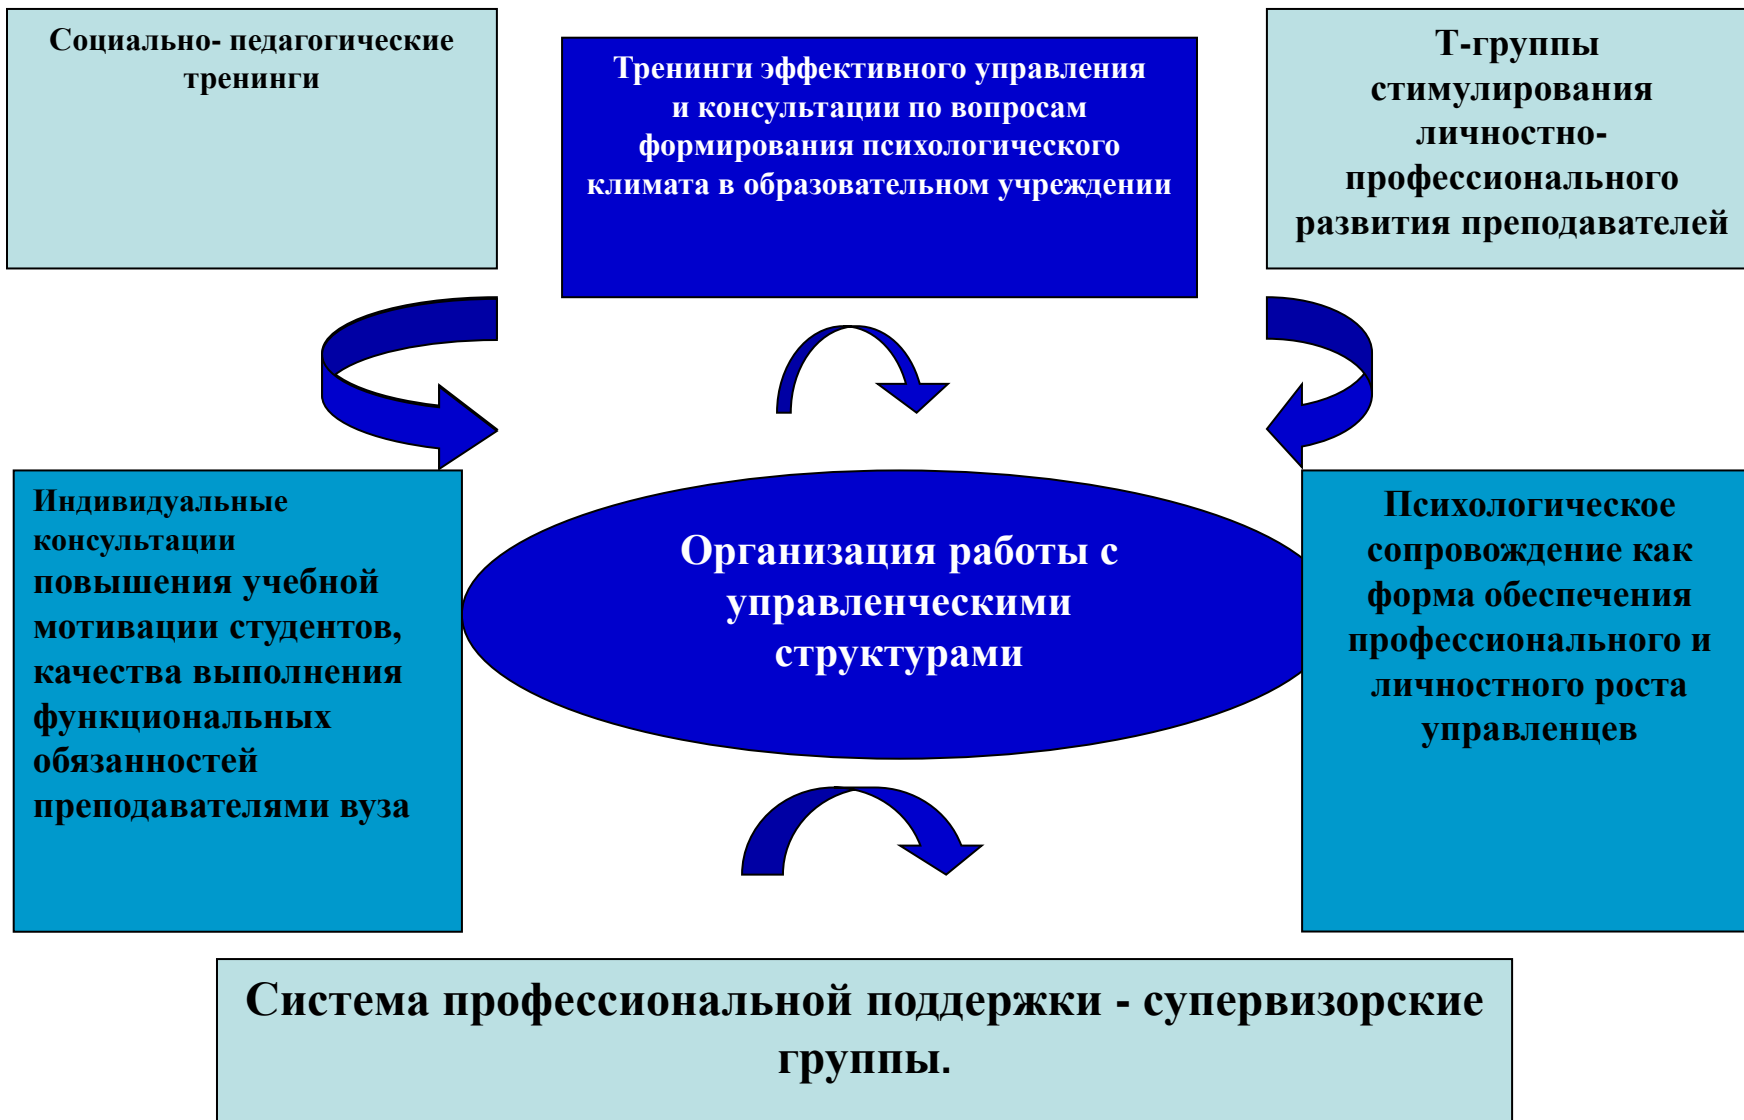 Социально- педагогические
тренинги
Тренинги эффективного управления
и консультации по вопросам
формирования психологического
климата в образовательном учреждении
Т-группы
стимулирования
личностно-
профессионального
развития преподавателей
Индивидуальные
консультации
повышения учебной
мотивации студентов,
качества выполнения
функциональных
обязанностей
преподавателями вуза
Организация работы с
управленческими
структурами
Психологическое
сопровождение как
форма обеспечения
профессионального и
личностного роста
управленцев
Система профессиональной поддержки - супервизорские
группы.